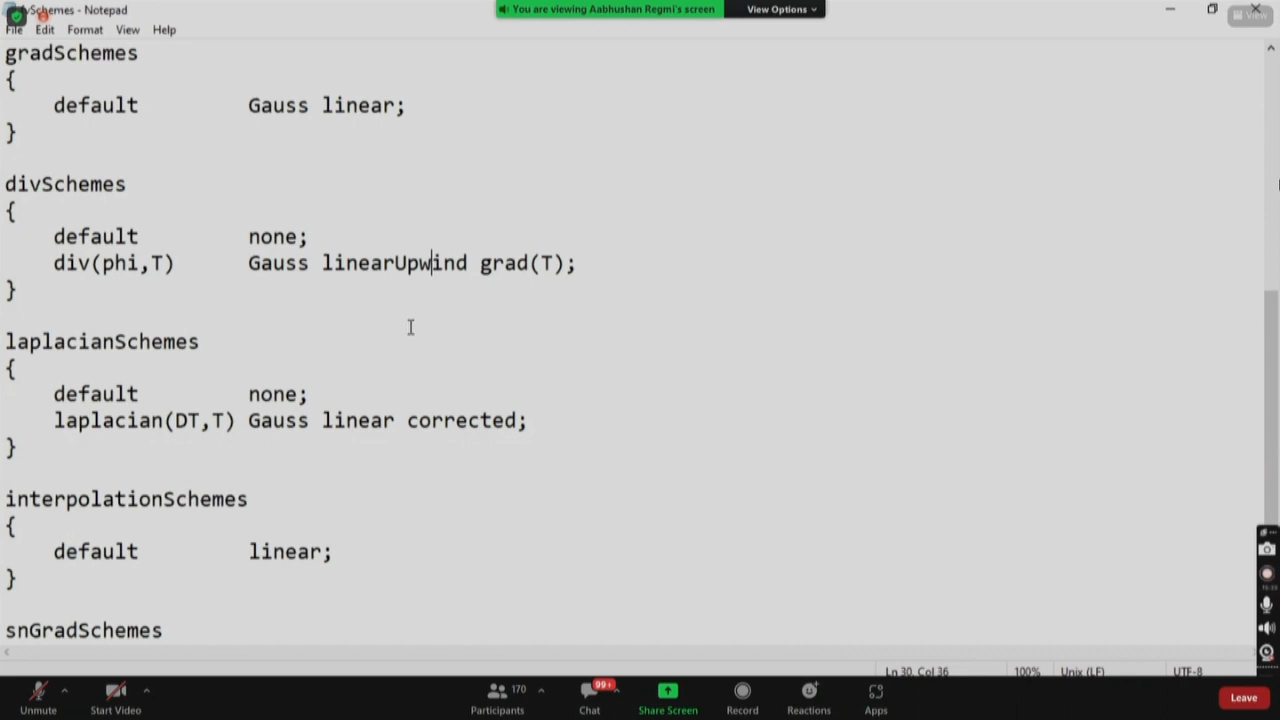 fvSchemes - Notepad
You are viewing Aabhushan Regmi's screen
View Options
View
File Edit Format View Help
gradSchemes
{
default Gauss linear;
}
divSchemes
{
default none;
div(phi,T) Gauss linearUpwind grad(T);
}
laplacianSchemes
{
default none;
laplacian(DT,T) Gauss linear corrected;
}
interpolationSchemes
{
default linear;
}
snGradSchemes
Ln 30, Col 36 100% Unix (LF) UTF-8
99+
170
Unmute Start Video Participants Chat Share Screen Record Reactions Apps Leave